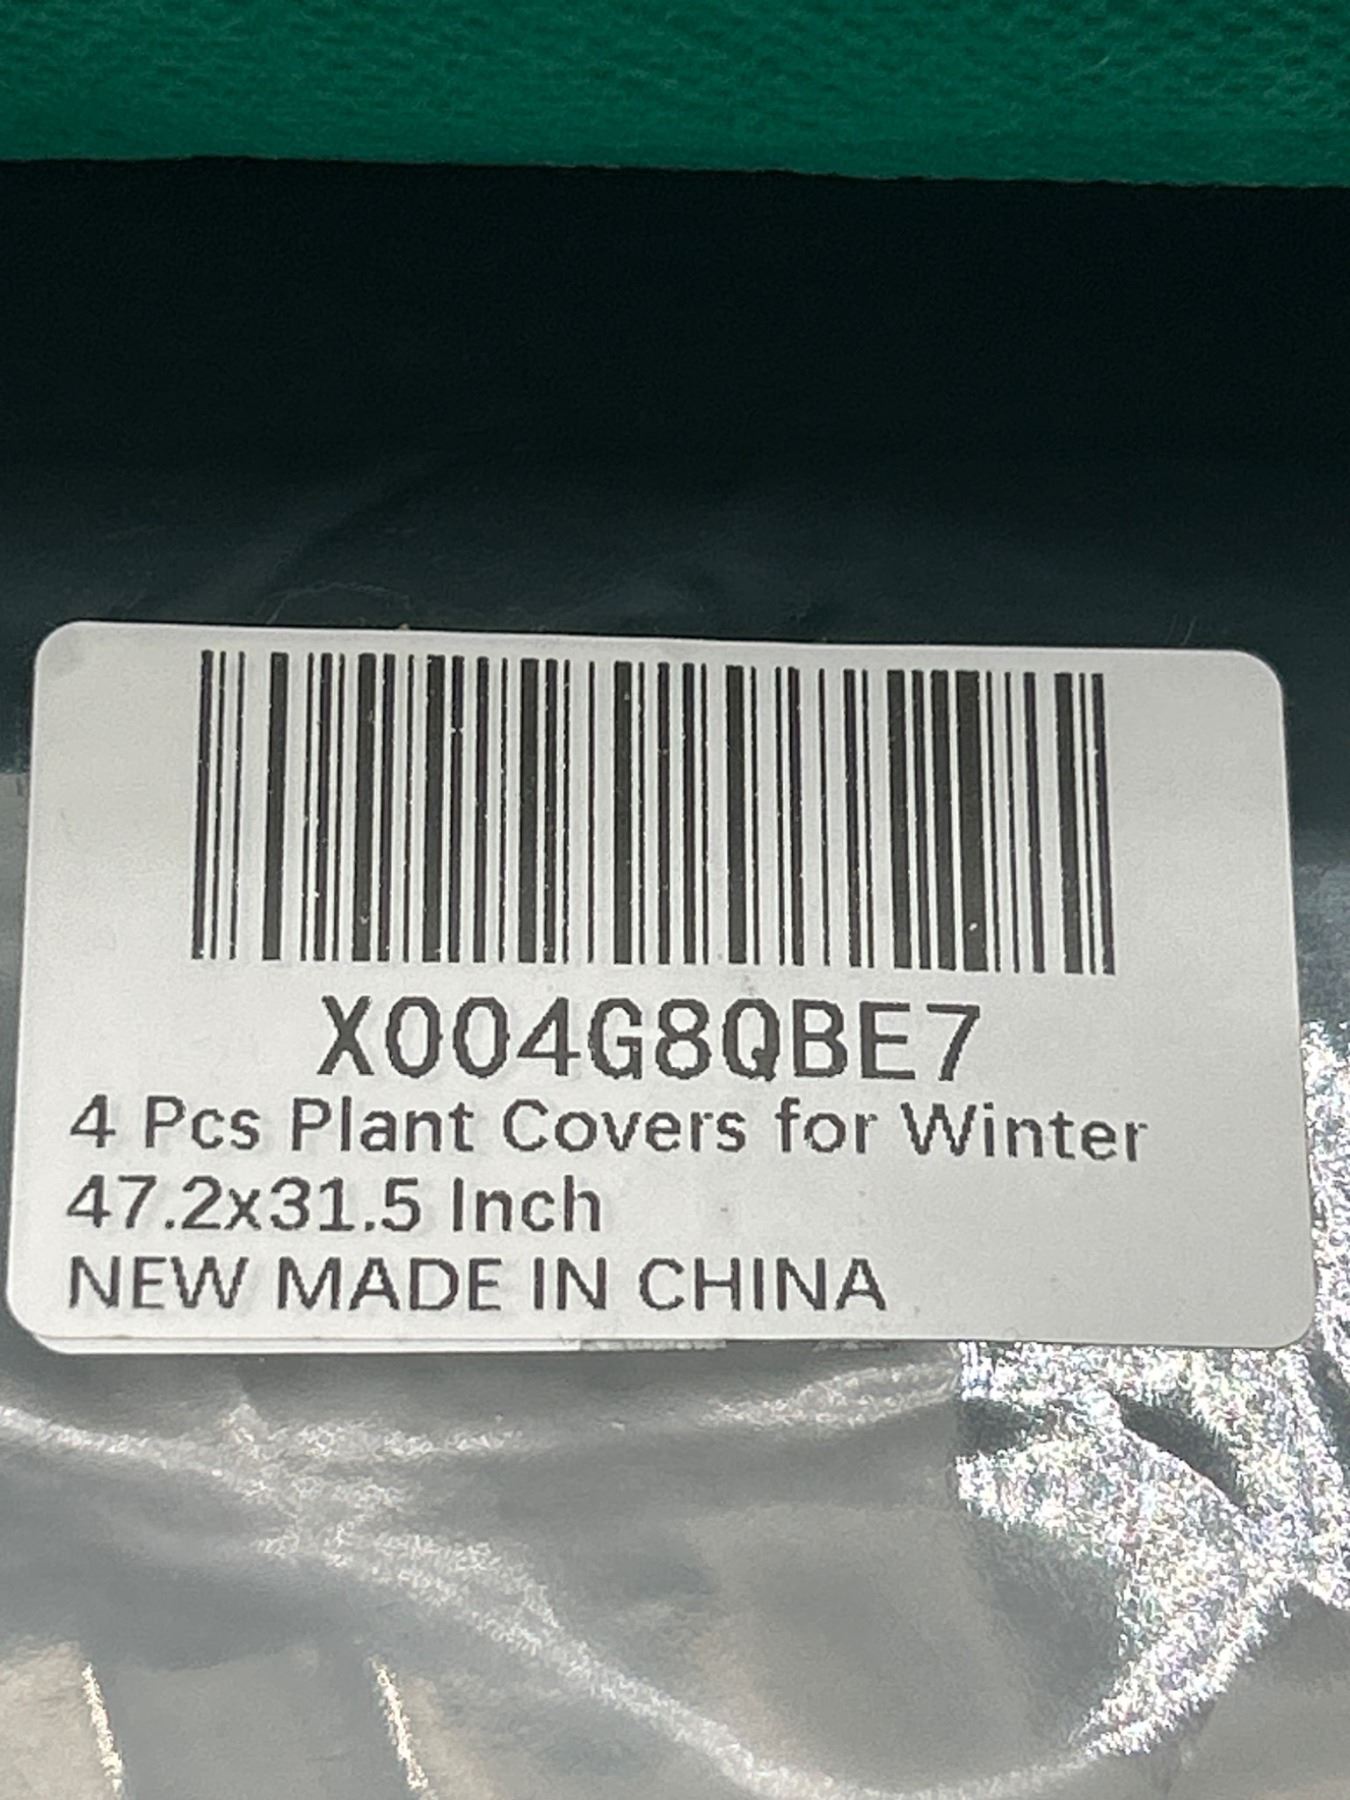 X004G8QBE7
4 Pcs Plant Covers for Winter
47.2x31.5 Inch
NEW MADE IN CHINA